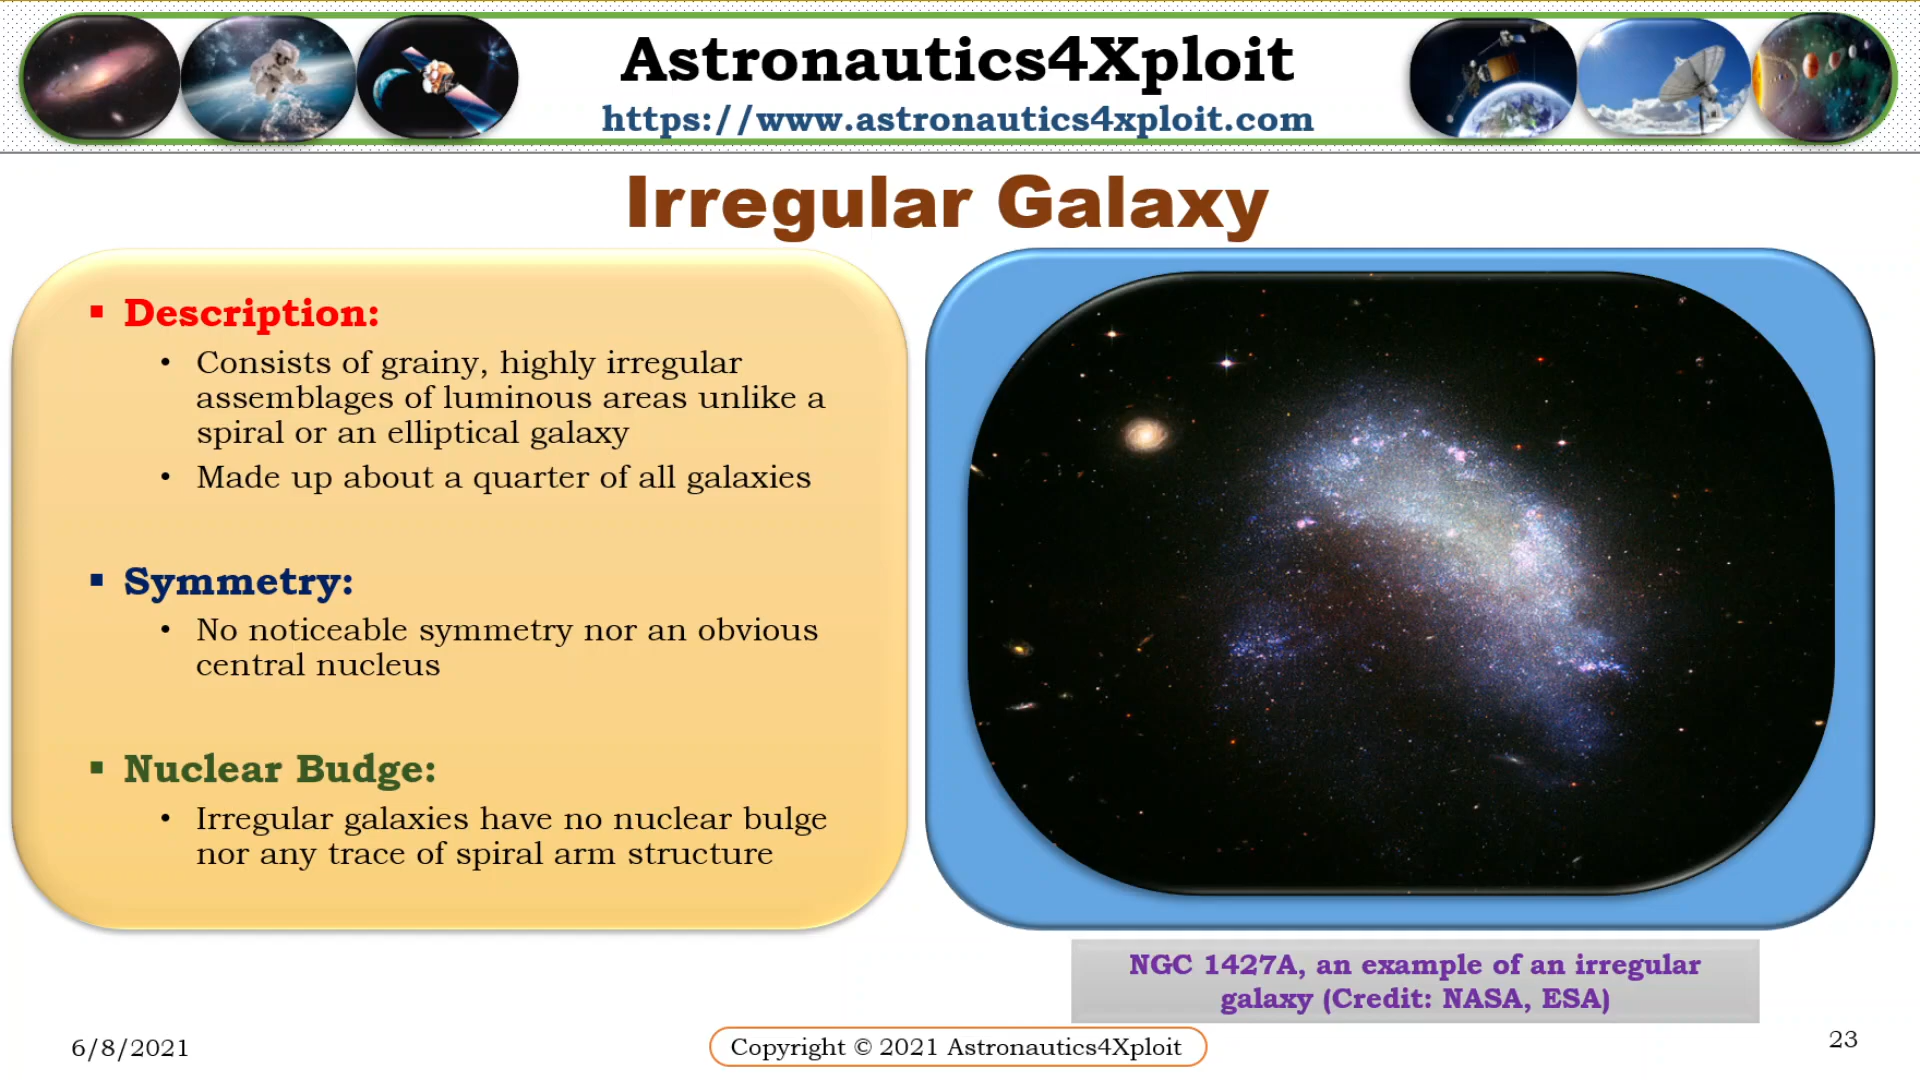 Astronautics4Xploit
https://www.astronautics4xploit.com
Irregular Galaxy
▪ Description:
• Consists of grainy, highly irregular
assemblages of luminous areas unlike a
spiral or an elliptical galaxy
• Made up about a quarter of all galaxies
▪ Symmetry:
• No noticeable symmetry nor an obvious
central nucleus
▪ Nuclear Budge:
• Irregular galaxies have no nuclear bulge
nor any trace of spiral arm structure
NGC 1427A, an example of an irregular
galaxy (Credit: NASA, ESA)
6/8/2021
Copyright © 2021 Astronautics4Xploit
23